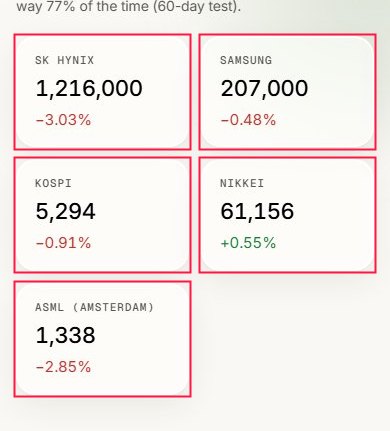 way 77% of the time (60-day test).
SK HYNIX
1,216,000
−3.03%
SAMSUNG
207,000
−0.48%
KOSPI
5,294
−0.91%
NIKKEI
61,156
+0.55%
ASML (AMSTERDAM)
1,338
−2.85%